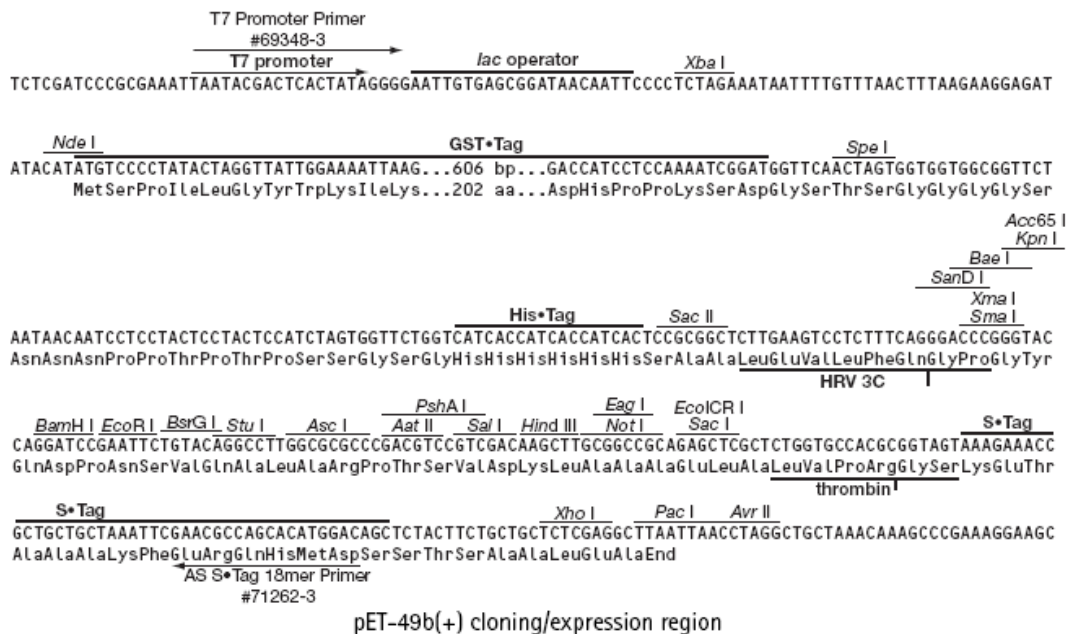 T7 Promoter Primer
#69348-3
T7 promoter
lac operator
Xba I
TCTCGATCCCGCGAAATTAATACGACTCACTATAGGGGAATTGTGAGCGGATAACAATTCCCCTCTAGAAATAATTTTGTTTAACTTTAAGAAGGAGAT
Nde I
GST•Tag
Spe I
ATACATATGTCCCCTATACTAGGTTATTGGAAAATTAAG...606 bp...GACCATCCTCCAAAATCGGATGGTTCAACTAGTGGTGGTGGCGGTTCT
MetSerProIleLeuGlyTyrTrpLysIleLys...202 aa...AspHisProProLysSerAspGlySerThrSerGlyGlyGlyGlySer
Acc65 I
Kpn I
Bae I
SanD I
Xma I
His•Tag
Sac II
Sma I
AATAACAATCCTCCTACTCCTACTCCATCTAGTGGTTCTGGTCATCACCATCACCATCACTCCGCGGCTCTTGAAGTCCTCTTTCAGGGACCCGGGTAC
AsnAsnAsnProProThrProThrProSerSerGlySerGlyHisHisHisHisHisHisSerAlaAlaLeuGluValLeuPheGlnGlyProGlyTyr
HRV 3C
PshA I
Eag I
EcoICR I
BamH I
EcoR I
BsrG I
Stu I
Asc I
Aat II
Sal I
Hind III
Not I
Sac I
S•Tag
CAGGATCCGAATTCTGTACAGGCCTTGGCGCGCCCGACGTCCGTCGACAAGCTTGCGGCCGCAGAGCTCGCTCTGGTGCCACGCGGTAGTAAAGAAACC
GlnAspProAsnSerValGlnAlaLeuAlaArgProThrSerValAspLysLeuAlaAlaAlaGluLeuAlaLeuValProArgGlySerLysGluThr
thrombin
S•Tag
Xho I
Pac I
Avr II
GCTGCTGCTAAATTCGAACGCCAGCACATGGACAGCTCTACTTCTGCTGCTCTCGAGGCTTAATTAACCTAGGCTGCTAAACAAAGCCCGAAAGGAAGC
AlaAlaAlaLysPheGluArgGlnHisMetAspSerSerThrSerAlaAlaLeuGluAlaEnd
AS S•Tag 18mer Primer
#71262-3
pET-49b(+) cloning/expression region